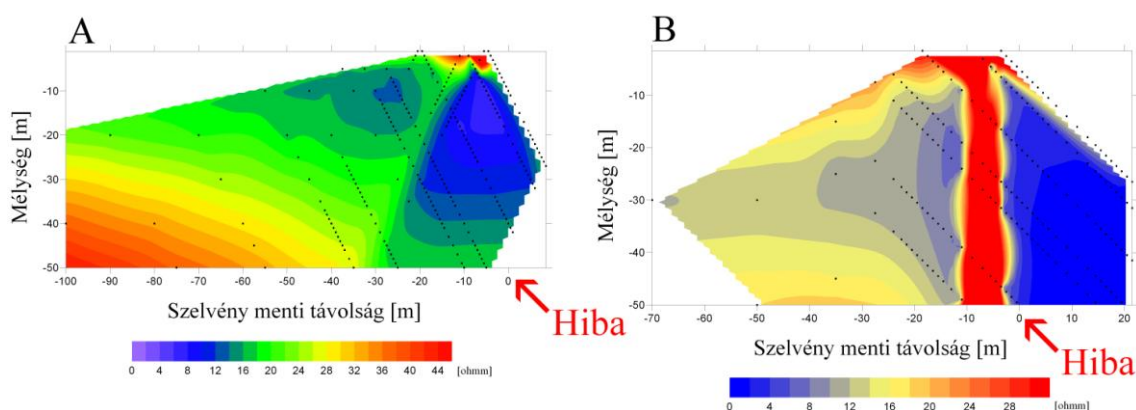 A
Mélység [m]
-10
-20
-30
-40
-50
-100 -90 -80 -70 -60 -50 -40 -30 -20 -10 0
Szelvény menti távolság [m]
Hiba
0 4 8 12 16 20 24 28 32 36 40 44 [ohmm]
B
Mélység [m]
-10
-20
-30
-40
-50
-70 -60 -50 -40 -30 -20 -10 0 10 20
Szelvény menti távolság [m]
Hiba
0 4 8 12 16 20 24 28 [ohmm]